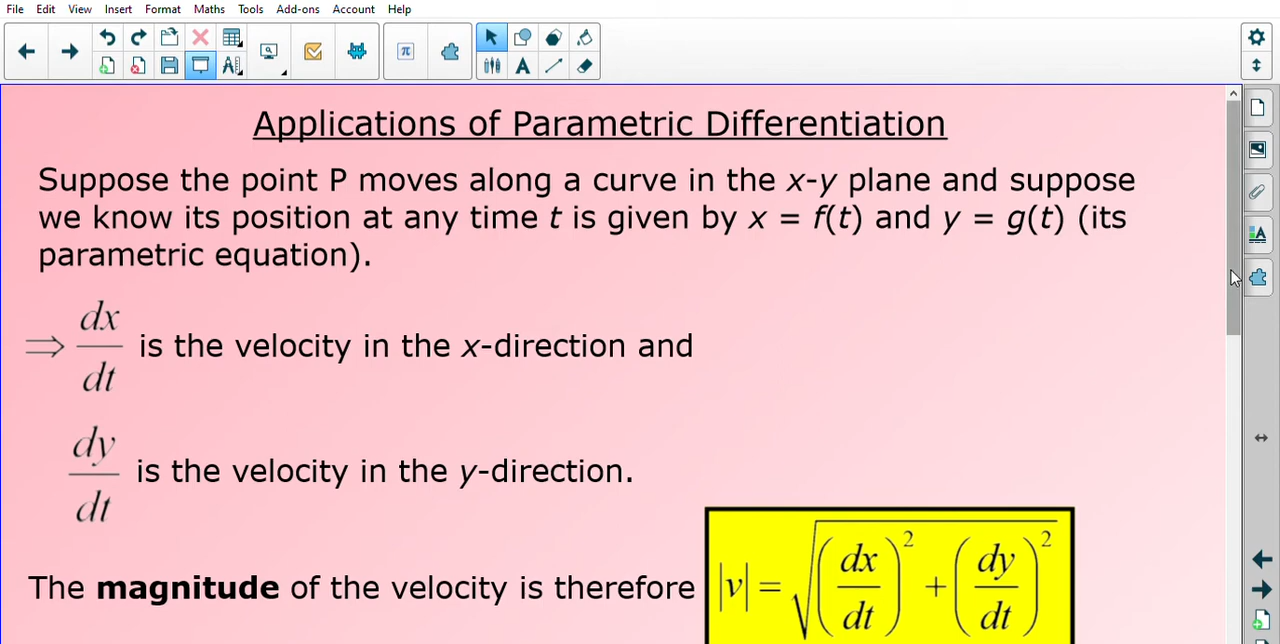 File Edit View Insert Format Maths Tools Add-ons Account Help
Applications of Parametric Differentiation
Suppose the point P moves along a curve in the x-y plane and suppose
we know its position at any time t is given by x = f(t) and y = g(t) (its
parametric equation).
⇒ dx/dt is the velocity in the x-direction and
dy/dt is the velocity in the y-direction.
The magnitude of the velocity is therefore |v| = √((dx/dt)² + (dy/dt)²)